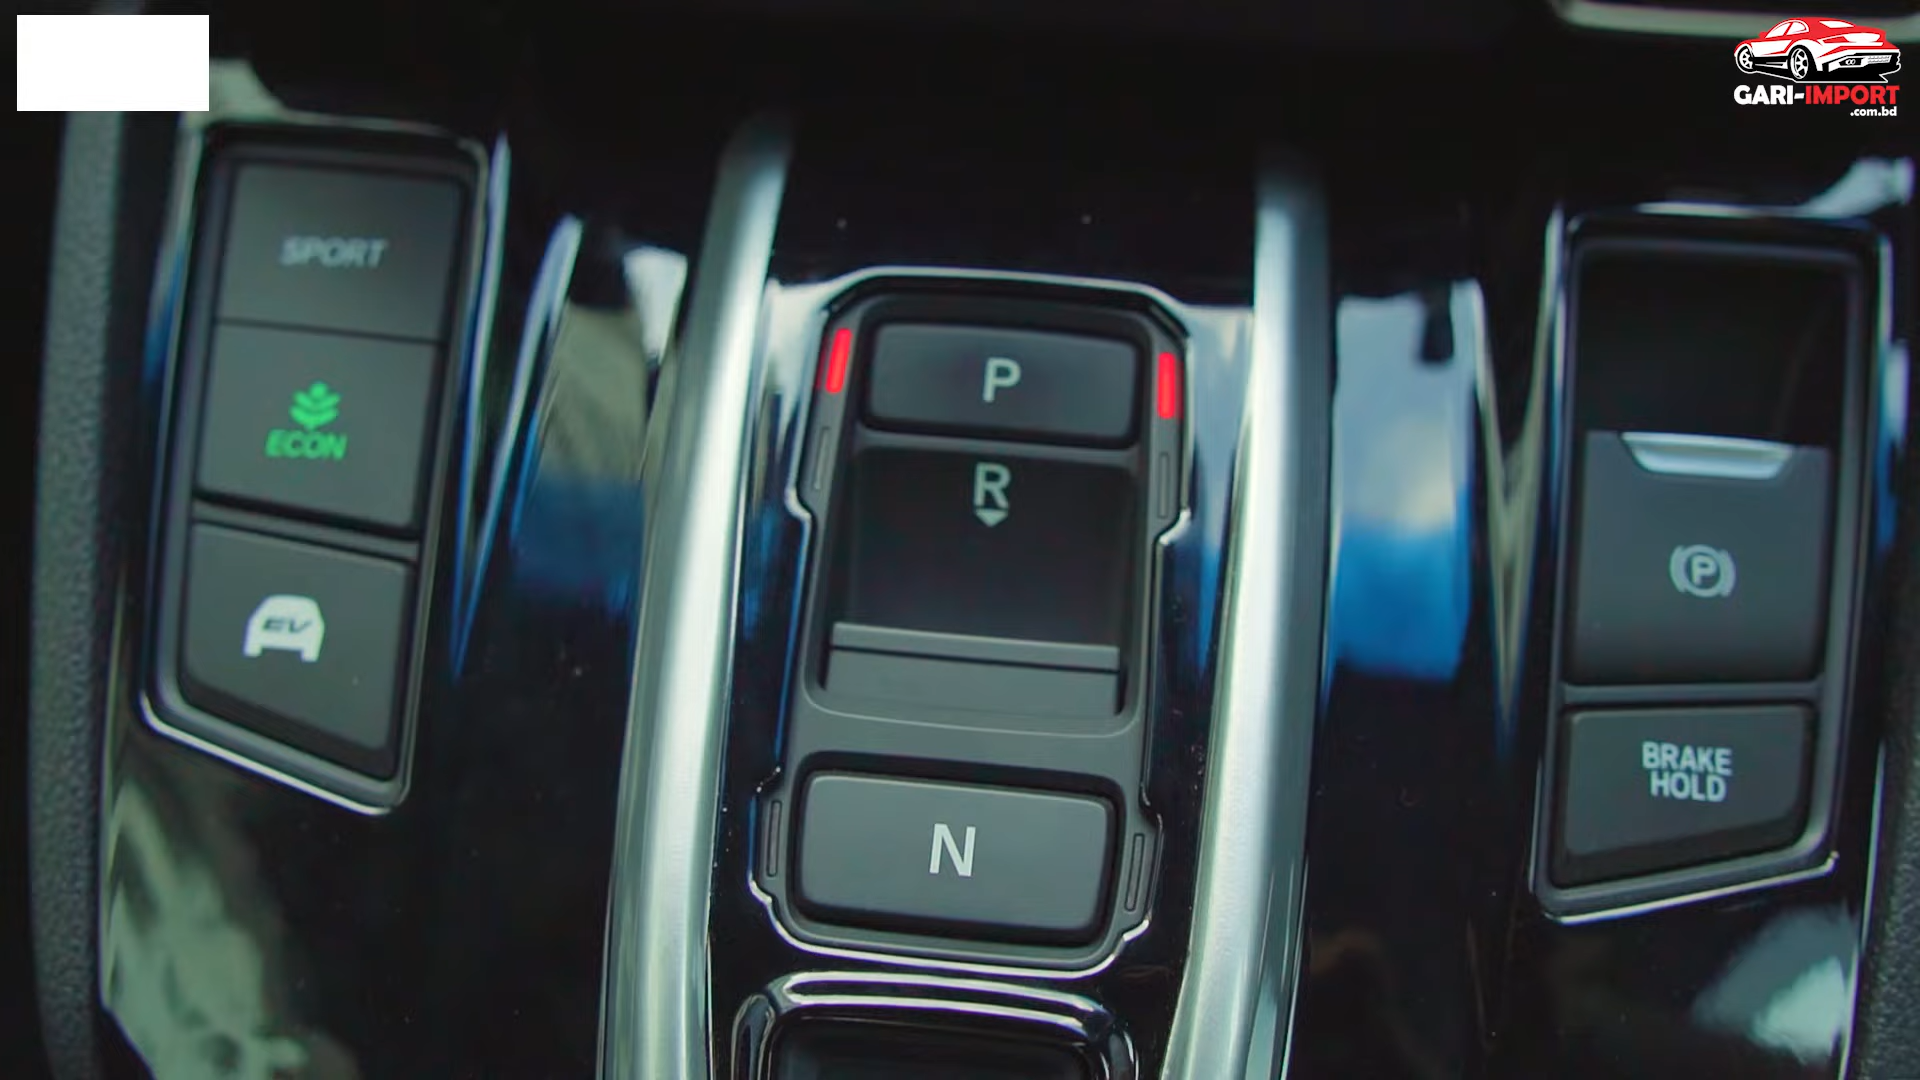 GARI-IMPORT
.com.bd
SPORT
ECON
EV
P
R
N
P
BRAKE
HOLD